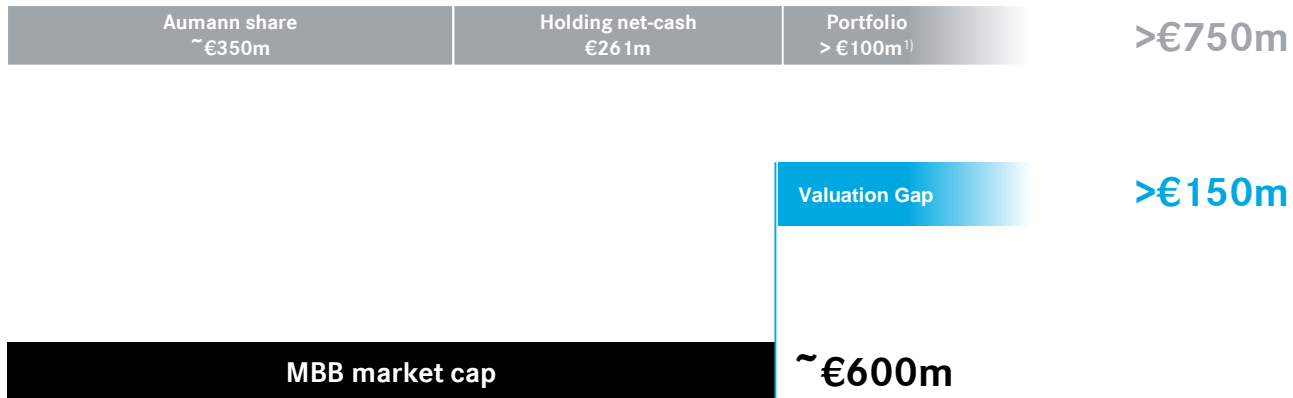 Aumann share
~€350m
Holding net-cash
€261m
Portfolio
> €100m1)
>€750m
Valuation Gap
>€150m
MBB market cap
~€600m